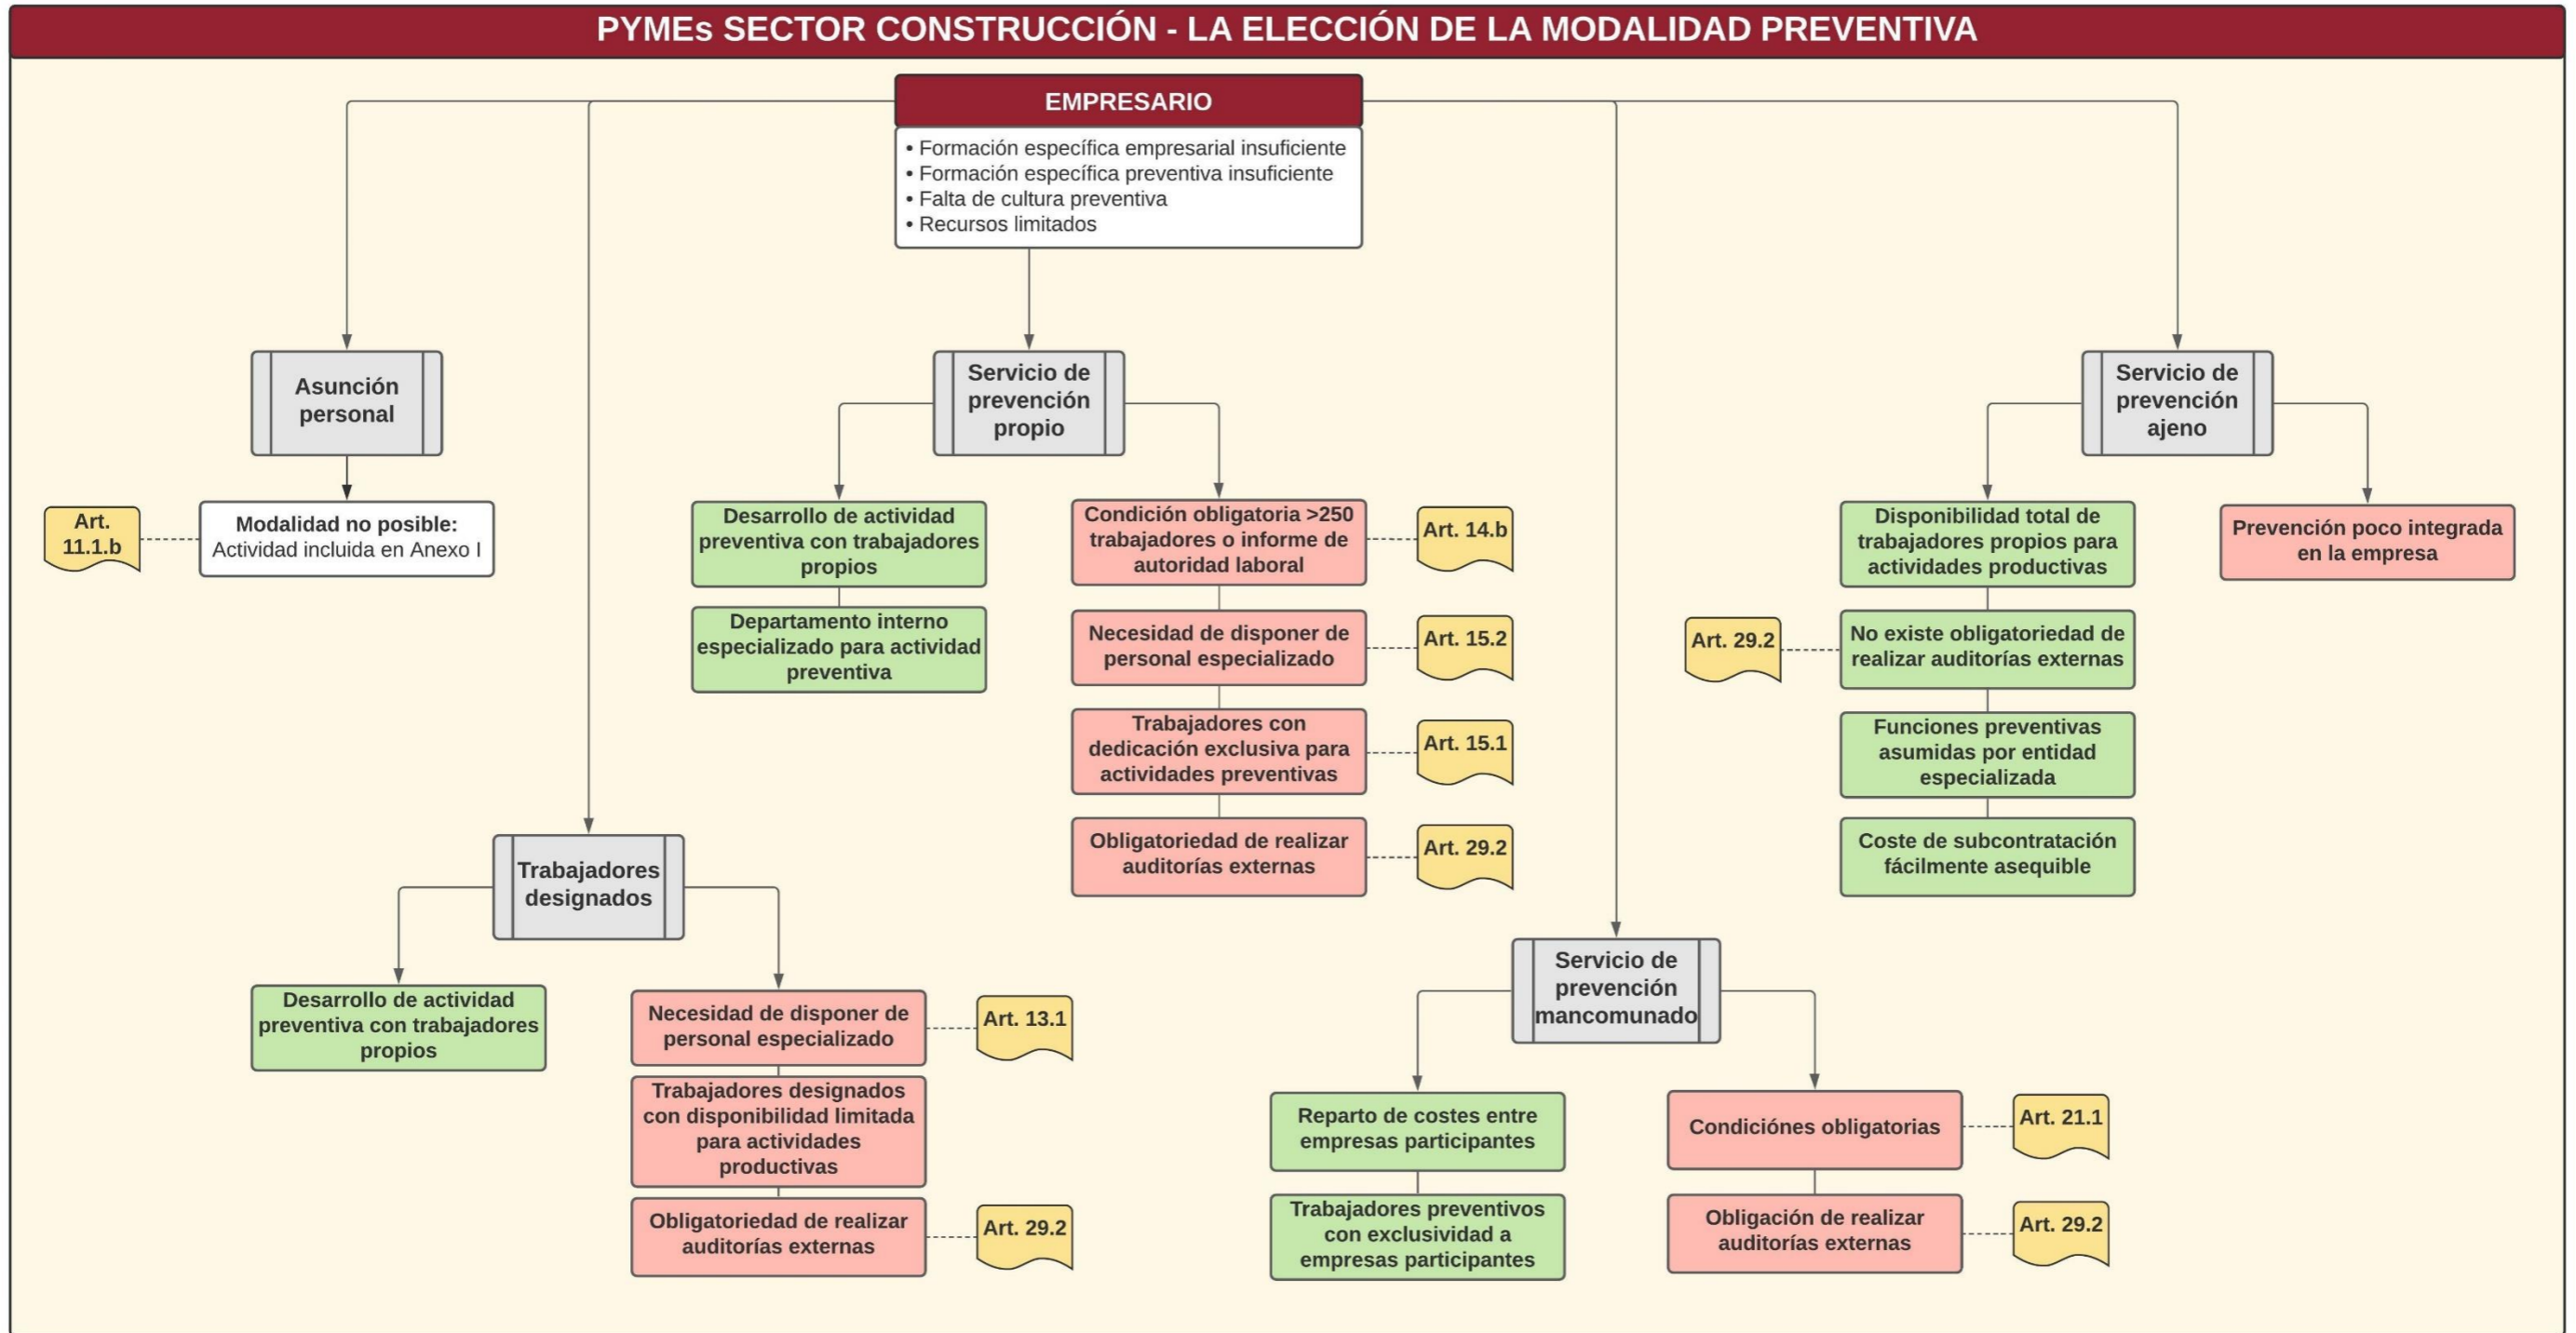 PYMEs SECTOR CONSTRUCCIÓN - LA ELECCIÓN DE LA MODALIDAD PREVENTIVA
EMPRESARIO
• Formación específica empresarial insuficiente
• Formación específica preventiva insuficiente
• Falta de cultura preventiva
• Recursos limitados
Asunción
personal
Art.
11.1.b
Modalidad no posible:
Actividad incluida en Anexo I
Servicio de
prevención
propio
Desarrollo de actividad
preventiva con trabajadores
propios
Departamento interno
especializado para actividad
preventiva
Condición obligatoria >250
trabajadores o informe de
autoridad laboral
Art. 14.b
Necesidad de disponer de
personal especializado
Art. 15.2
Trabajadores con
dedicación exclusiva para
actividades preventivas
Art. 15.1
Obligatoriedad de realizar
auditorías externas
Art. 29.2
Servicio de
prevención
ajeno
Disponibilidad total de
trabajadores propios para
actividades productivas
Art. 29.2
No existe obligatoriedad de
realizar auditorías externas
Funciones preventivas
asumidas por entidad
especializada
Coste de subcontratación
fácilmente asequible
Prevención poco integrada
en la empresa
Trabajadores
designados
Desarrollo de actividad
preventiva con trabajadores
propios
Necesidad de disponer de
personal especializado
Art. 13.1
Trabajadores designados
con disponibilidad limitada
para actividades
productivas
Obligatoriedad de realizar
auditorías externas
Art. 29.2
Servicio de
prevención
mancomunado
Reparto de costes entre
empresas participantes
Trabajadores preventivos
con exclusividad a
empresas participantes
Condiciónes obligatorias
Art. 21.1
Obligación de realizar
auditorías externas
Art. 29.2